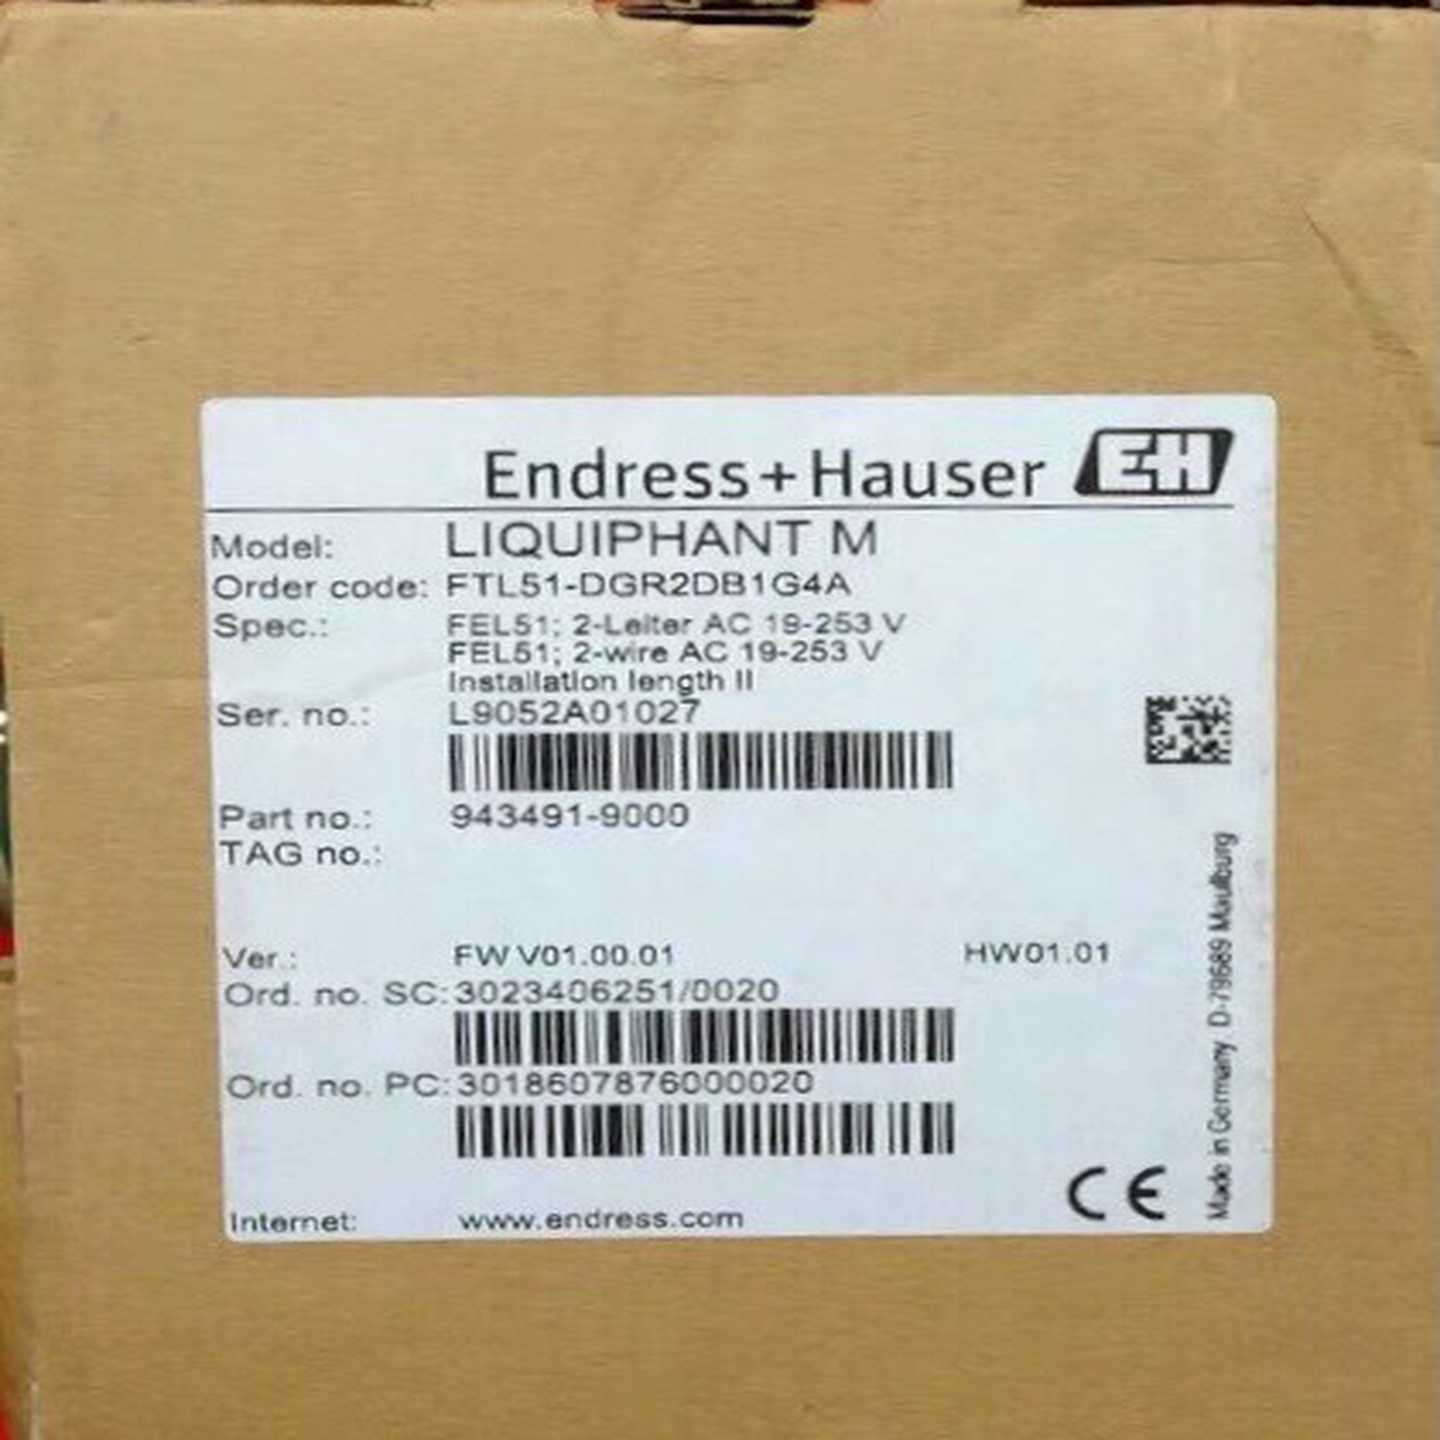 Endress+Hauser EH
Model: LIQUIPHANT M
Order code: FTL51-DGR2DB1G4A
Spec.: FEL51; 2-Leiter AC 19-253 V
FEL51; 2-wire AC 19-253 V
Installation length II
Ser. no.: L9052A01027
Part no.: 943491-9000
TAG no.:
Ver.: FW V01.00.01 HW01.01
Ord. no. SC: 3023406251/0020
Ord. no. PC: 3018607876000020
Internet: www.endress.com
CE
Made in Germany D-79689 Maulburg